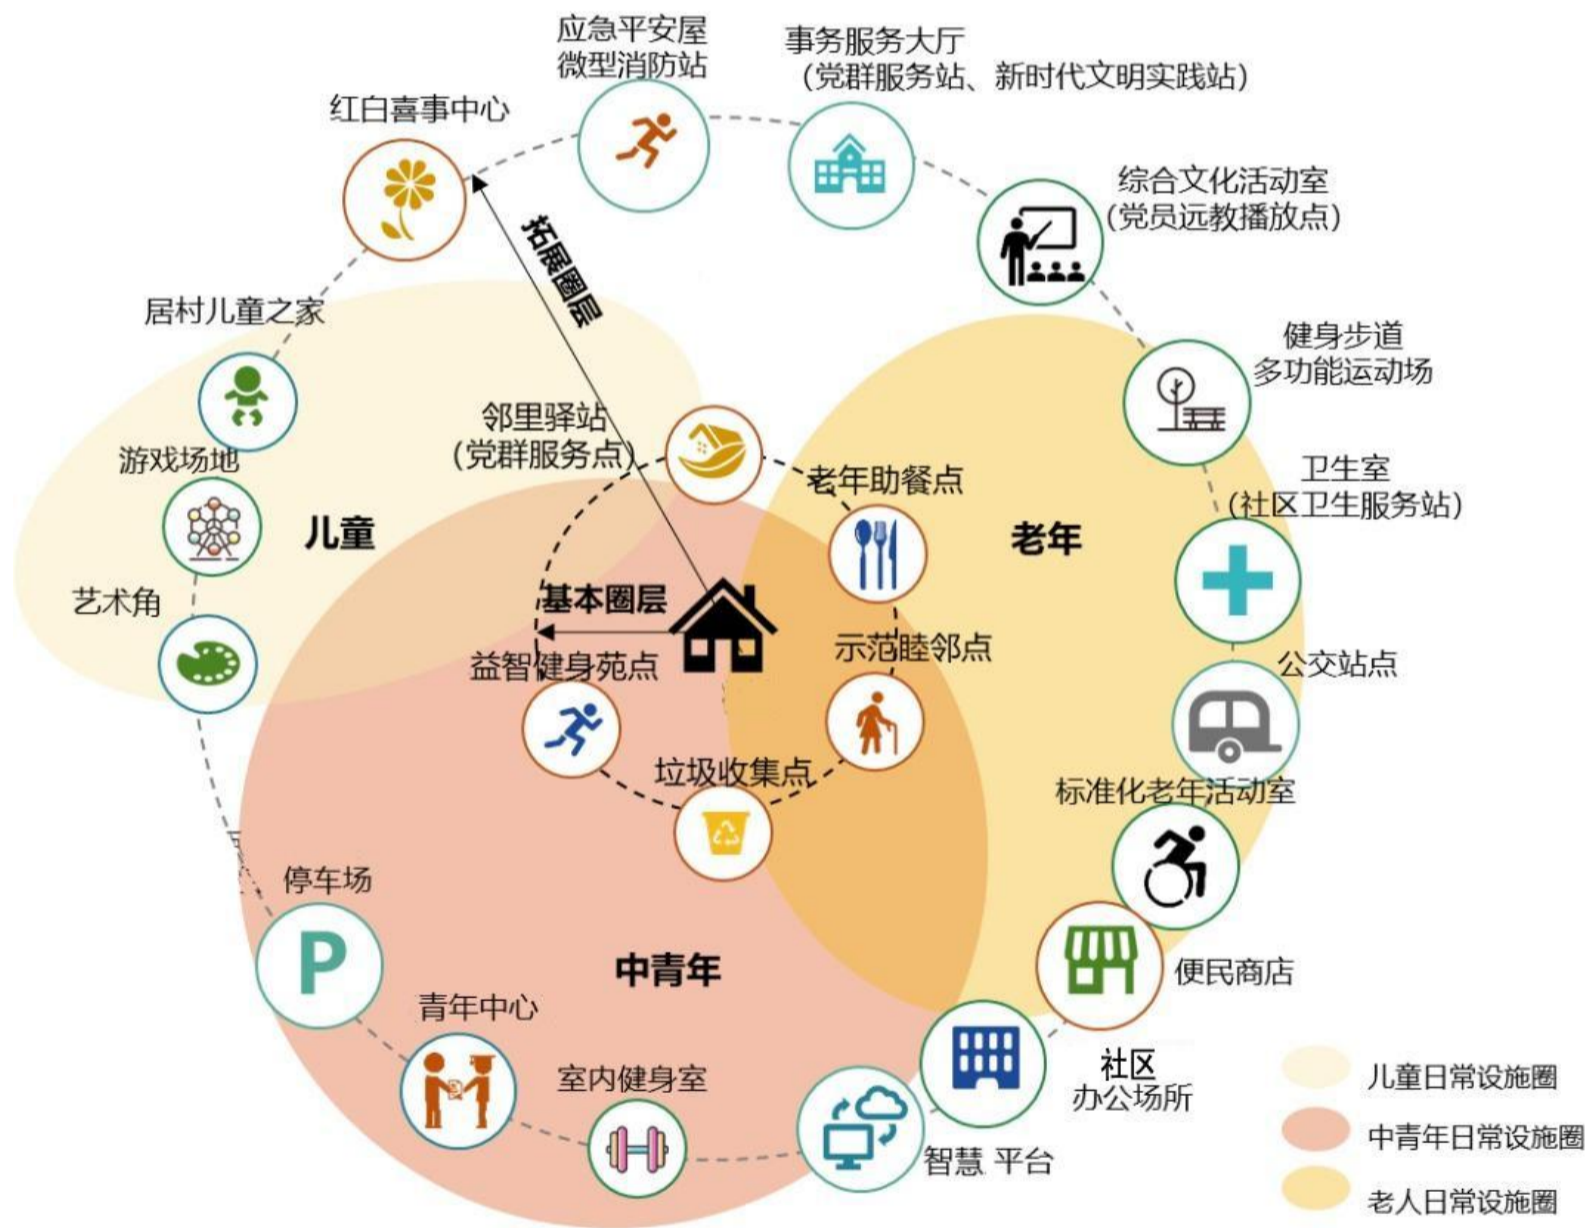 应急平安屋
微型消防站
事务服务大厅
（党群服务站、新时代文明实践站）
红白喜事中心
综合文化活动室
(党员远教播放点)
拓展圈层
居村儿童之家
健身步道
多功能运动场
邻里驿站
(党群服务点)
游戏场地
老年助餐点
卫生室
(社区卫生服务站)
儿童
老年
艺术角
基本圈层
益智健身苑点
示范睦邻点
公交站点
垃圾收集点
标准化老年活动室
停车场
P
中青年
便民商店
青年中心
室内健身室
社区
办公场所
智慧 平台
儿童日常设施圈
中青年日常设施圈
老人日常设施圈